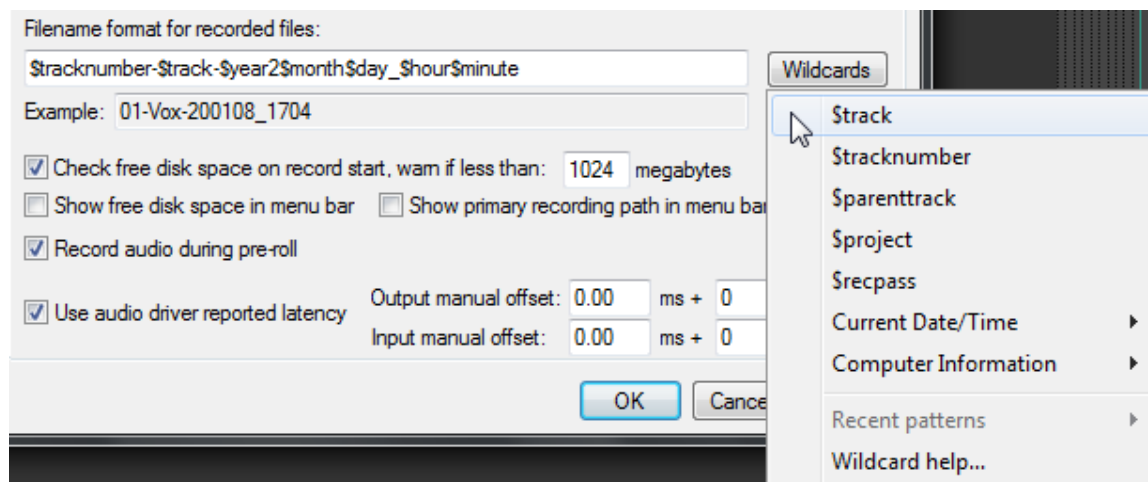 Filename format for recorded files:
$tracknumber-$track-$year2$month$day_$hour$minute
Wildcards
Example: 01-Vox-200108_1704
Check free disk space on record start, warn if less than: 1024 megabytes
Show free disk space in menu bar Show primary recording path in menu bar
Record audio during pre-roll
Use audio driver reported latency
Output manual offset: 0.00 ms + 0
Input manual offset: 0.00 ms + 0
OK Cance
$track
$tracknumber
$parenttrack
$project
$recpass
Current Date/Time
Computer Information
Recent patterns
Wildcard help...